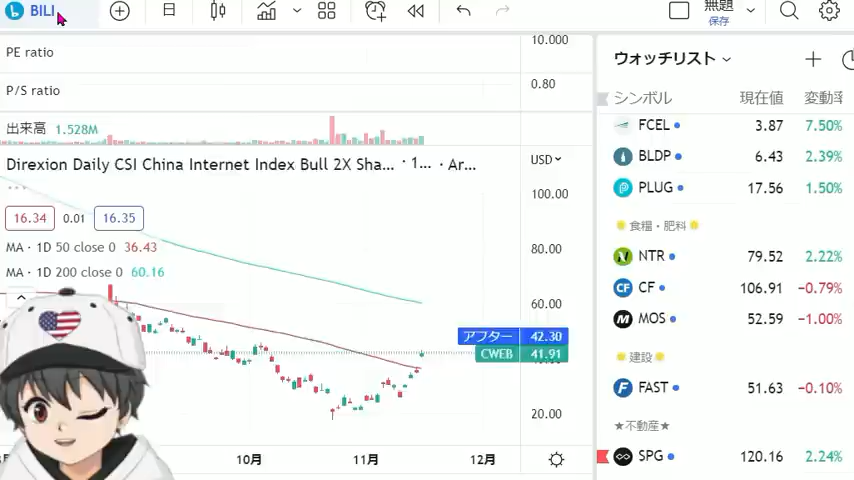 BILI
日
無題
保存
PE ratio
10.000
P/S ratio
0.80
出来高 1.528M
Direxion Daily CSI China Internet Index Bull 2X Sha... · 1... · Ar...
USD
100.00
16.34 0.01 16.35
MA · 1D 50 close 0 36.43
80.00
MA · 1D 200 close 0 60.16
60.00
アフター 42.30
CWEB 41.91
20.00
10月 11月 12月
ウォッチリスト
シンボル 現在値 変動率
FCEL 3.87 7.50%
BLDP 6.43 2.39%
PLUG 17.56 1.50%
食糧・肥料
NTR 79.52 2.22%
CF 106.91 −0.79%
MOS 52.59 −1.00%
建設
FAST 51.63 −0.10%
★不動産★
SPG 120.16 2.24%